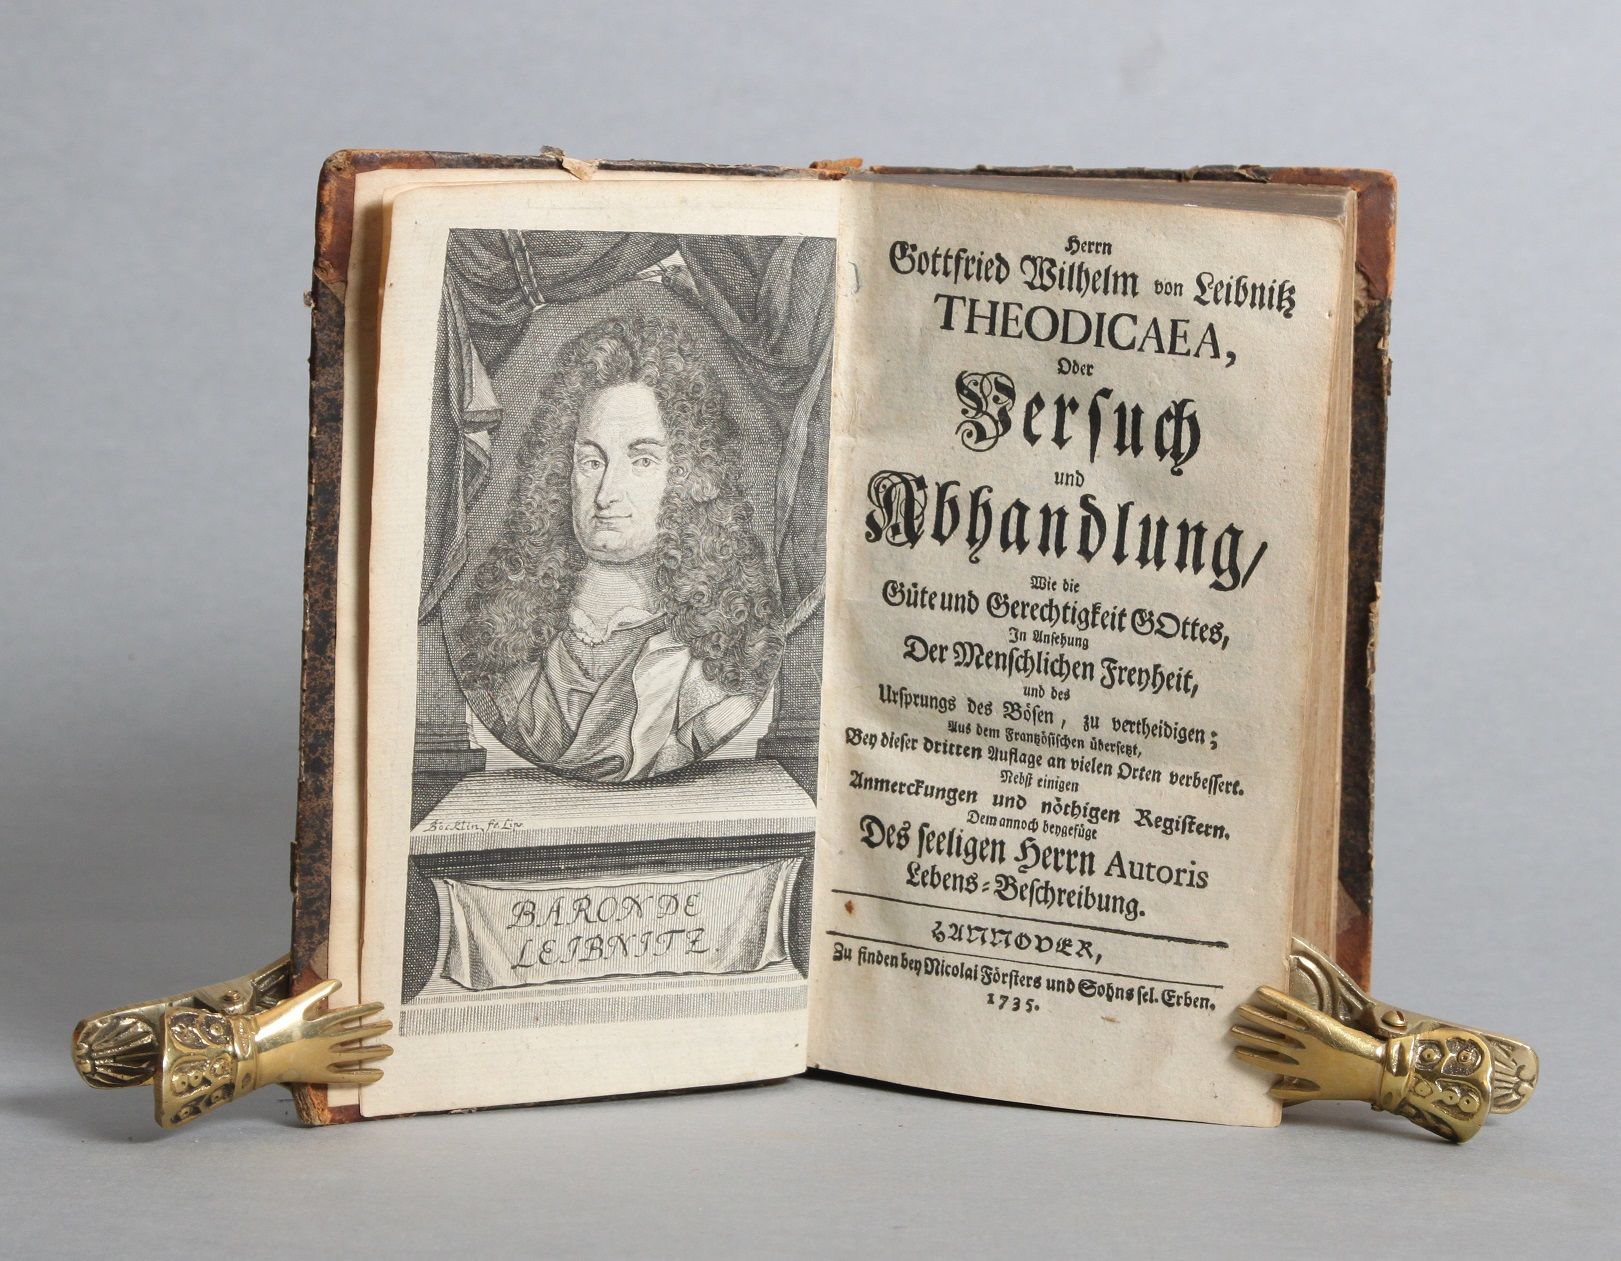 Böcklin, fe. Lip
BARON DE
LEIBNITZ.
Herrn
Gottfried Wilhelm von Leibnitz
THEODICAEA,
Oder
Versuch
und
Abhandlung/
Wie die
Güte und Gerechtigkeit GOttes,
In Ansehung
Der Menschlichen Freyheit,
und des
Ursprungs des Bösen, zu vertheidigen;
Aus dem Frantzösischen übersetzt,
Bey dieser dritten Auflage an vielen Orten verbessert.
Nebst einigen
Anmerckungen und nöthigen Registern.
Dem annoch beygefüge
Des seeligen Herrn Autoris
Lebens-Beschreibung.
HANNOVER,
Zu finden bey Nicolai Försters und Sohns sel. Erben.
1735.